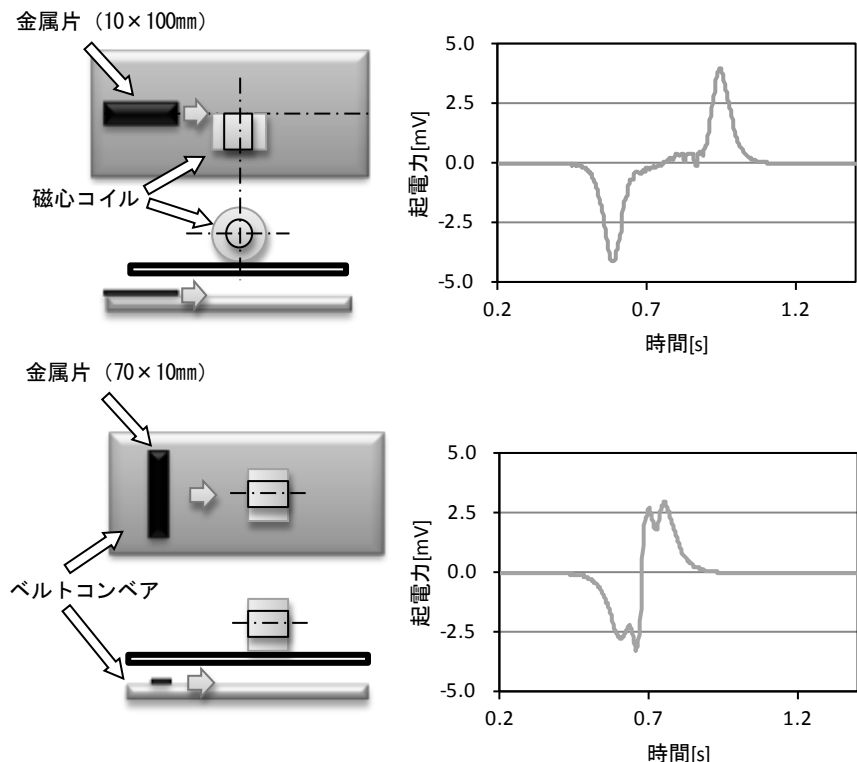 金属片（10×100㎜）
磁心コイル
5.0
2.5
0.0
-2.5
-5.0
起電力[mV]
0.2
0.7
1.2
時間[s]
金属片（70×10㎜）
ベルトコンベア
5.0
2.5
0.0
-2.5
-5.0
起電力[mV]
0.2
0.7
1.2
時間[s]